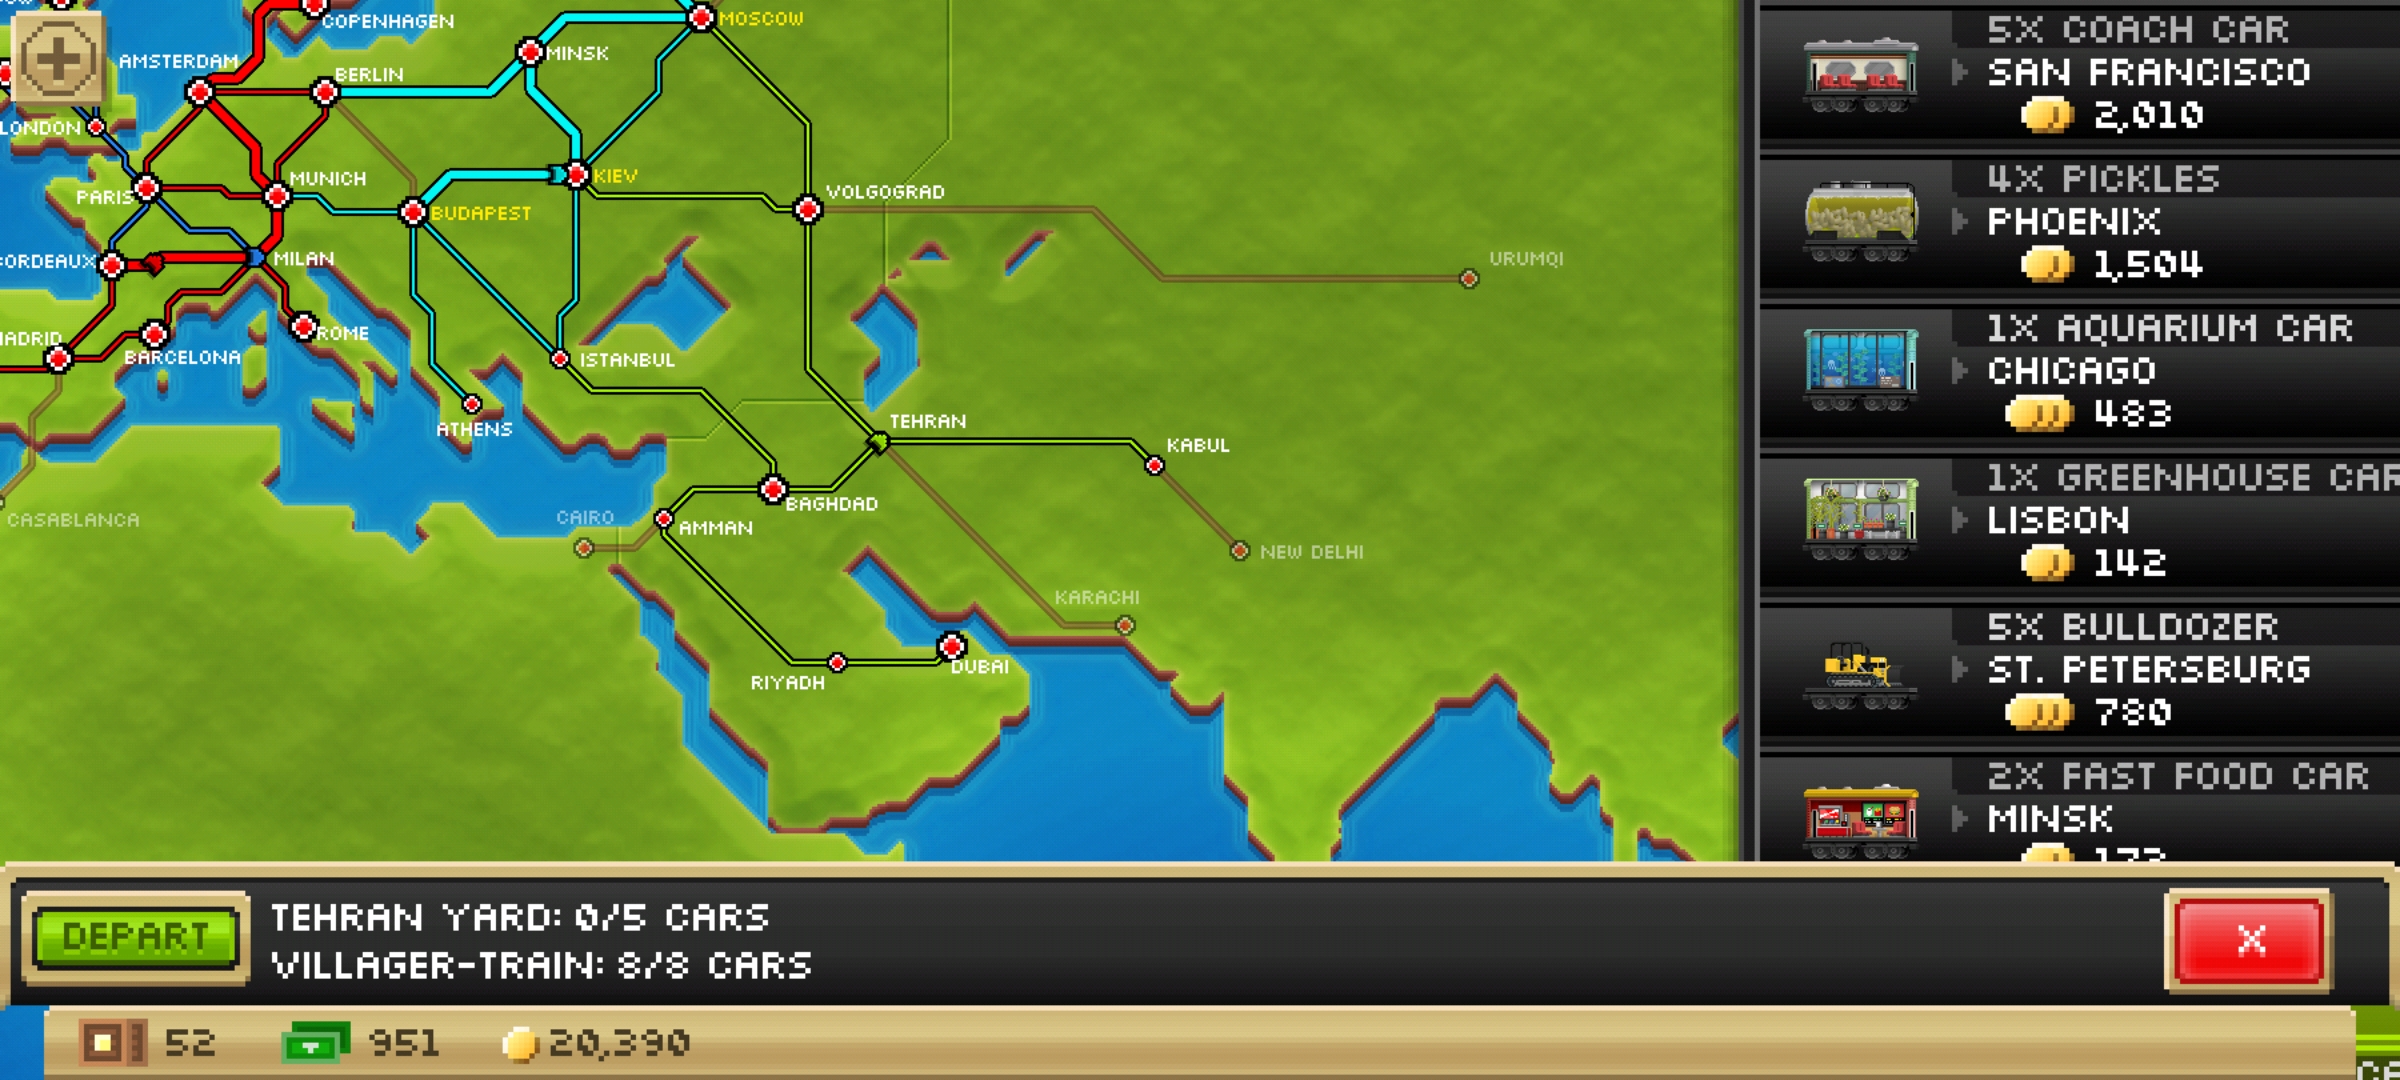 COPENHAGEN
MOSCOW
MINSK
AMSTERDAM
BERLIN
LONDON
PARIS
MUNICH
KIEV
BUDAPEST
VOLGOGRAD
URUMQI
ORDEAUX
MILAN
ADRID
BARCELONA
ROME
ISTANBUL
ATHENS
TEHRAN
KABUL
CASABLANCA
CAIRO
AMMAN
BAGHDAD
NEW DELHI
KARACHI
RIYADH
DUBAI
5X COACH CAR
SAN FRANCISCO
2,010
4X PICKLES
PHOENIX
1,504
1X AQUARIUM CAR
CHICAGO
483
1X GREENHOUSE CAR
LISBON
142
5X BULLDOZER
ST. PETERSBURG
780
2X FAST FOOD CAR
MINSK
DEPART
TEHRAN YARD: 0/5 CARS
VILLAGER-TRAIN: 8/8 CARS
X
52
951
20,390